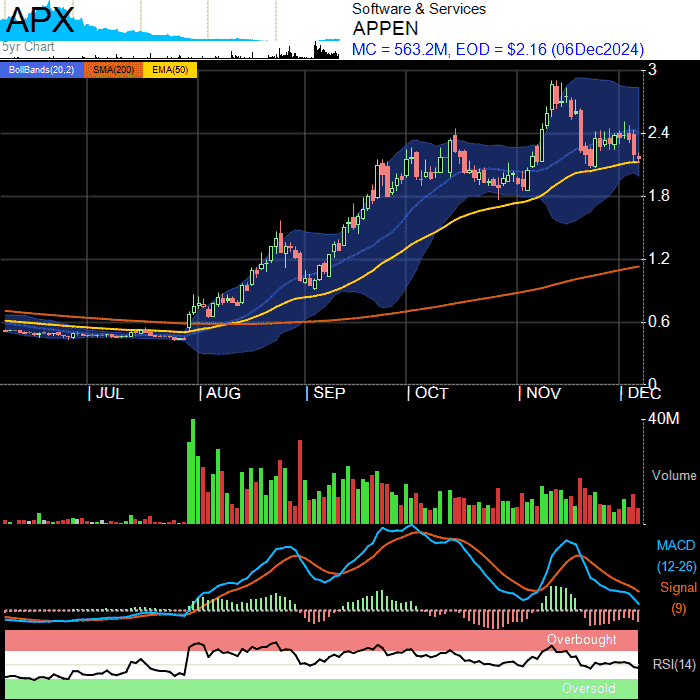 APX
5yr Chart
Software & Services
APPEN
MC = 563.2M, EOD = $2.16 (06Dec2024)
BollBands(20,2) SMA(200) EMA(50)
3
2.4
1.8
1.2
0.6
0
JUL AUG SEP OCT NOV DEC
40M
Volume
MACD
(12-26)
Signal
(9)
Overbought
RSI(14)
Oversold